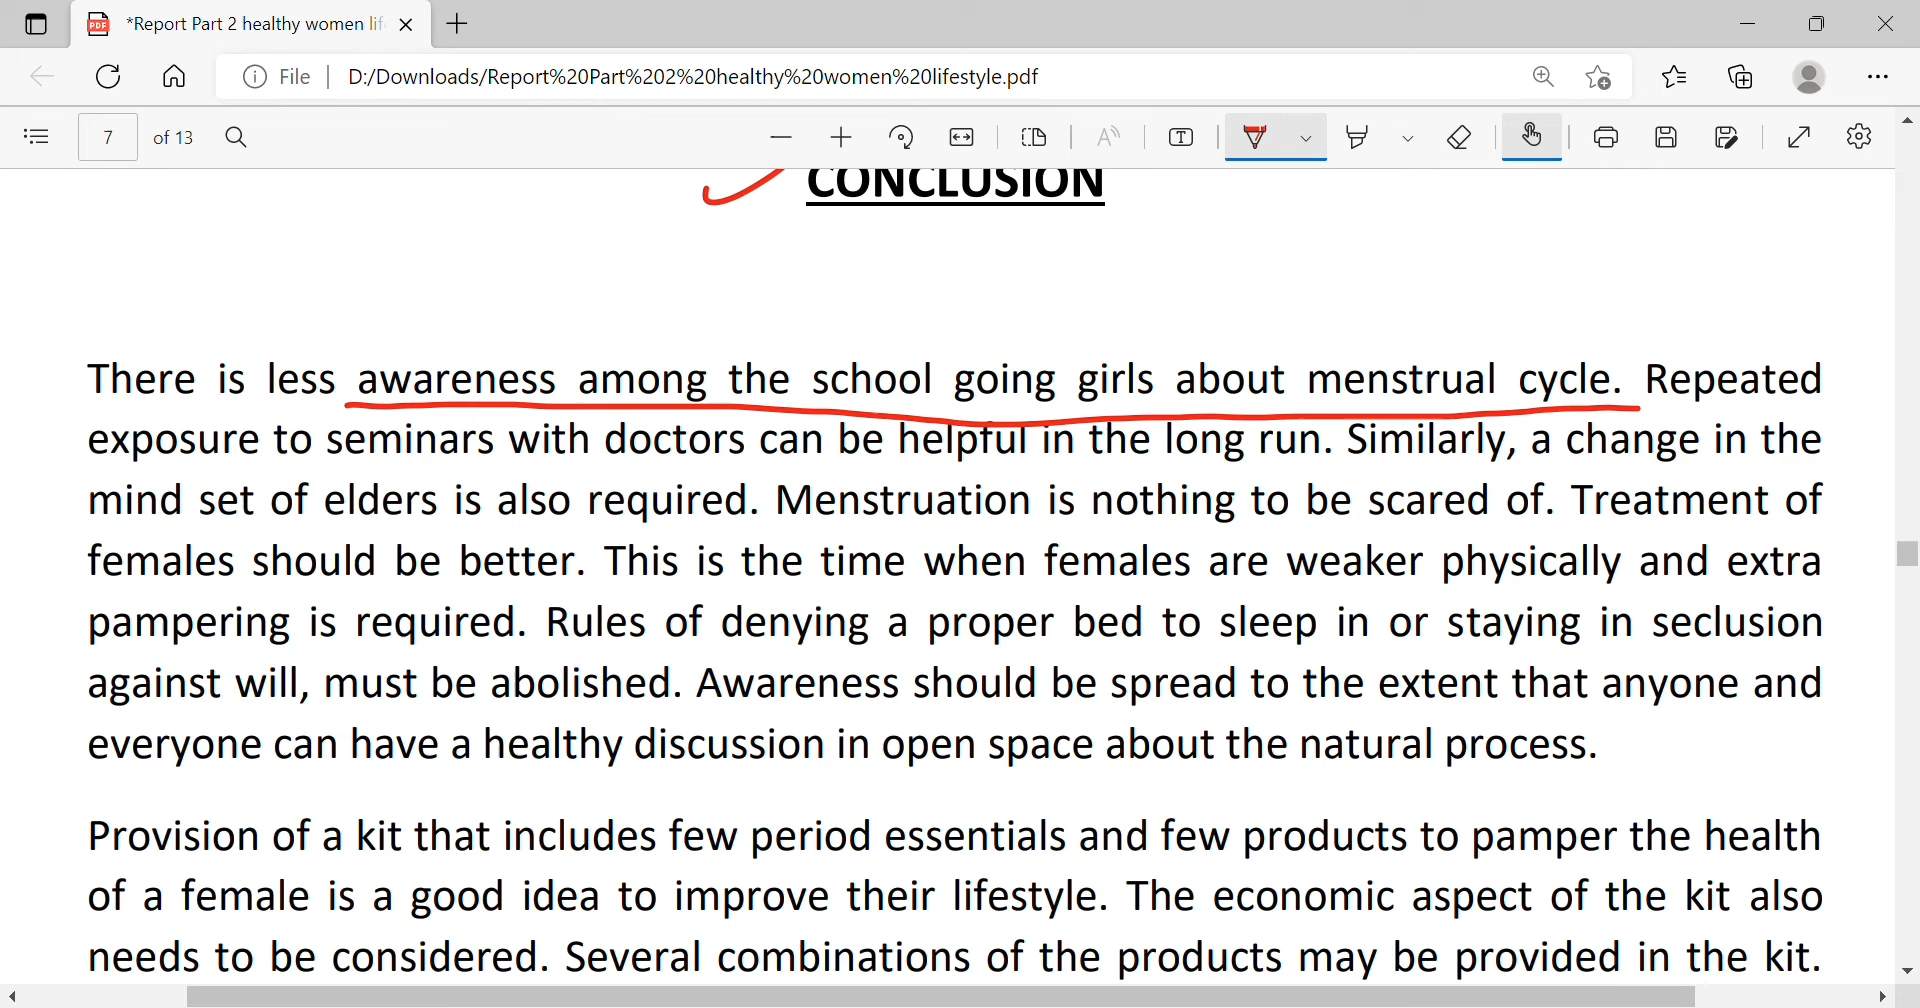 *Report Part 2 healthy women lif
File
D:/Downloads/Report%20Part%202%20healthy%20women%20lifestyle.pdf
7 of 13
CONCLUSION
There is less awareness among the school going girls about menstrual cycle. Repeated
exposure to seminars with doctors can be helpful in the long run. Similarly, a change in the
mind set of elders is also required. Menstruation is nothing to be scared of. Treatment of
females should be better. This is the time when females are weaker physically and extra
pampering is required. Rules of denying a proper bed to sleep in or staying in seclusion
against will, must be abolished. Awareness should be spread to the extent that anyone and
everyone can have a healthy discussion in open space about the natural process.
Provision of a kit that includes few period essentials and few products to pamper the health
of a female is a good idea to improve their lifestyle. The economic aspect of the kit also
needs to be considered. Several combinations of the products may be provided in the kit.